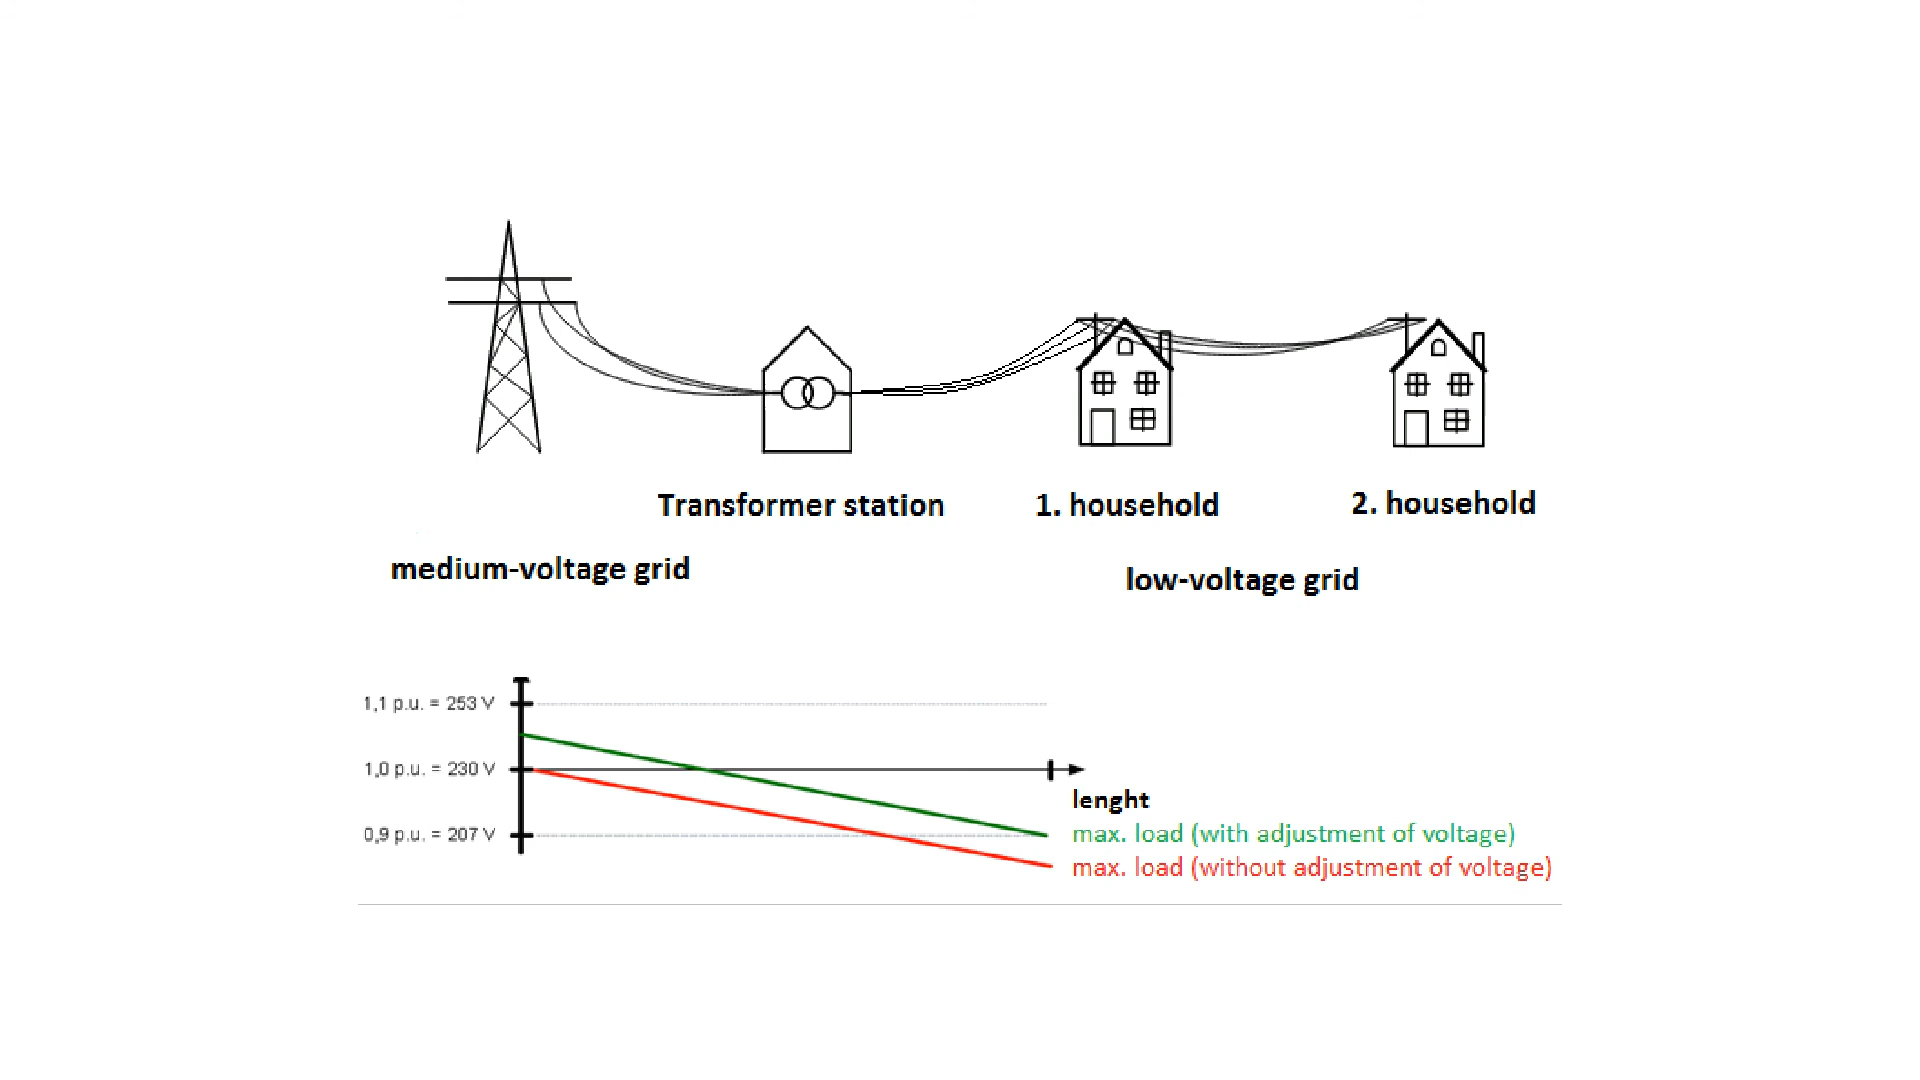 Transformer station
1. household
2. household
medium-voltage grid
low-voltage grid
1,1 p.u. = 253 V
1,0 p.u. = 230 V
0,9 p.u. = 207 V
lenght
max. load (with adjustment of voltage)
max. load (without adjustment of voltage)